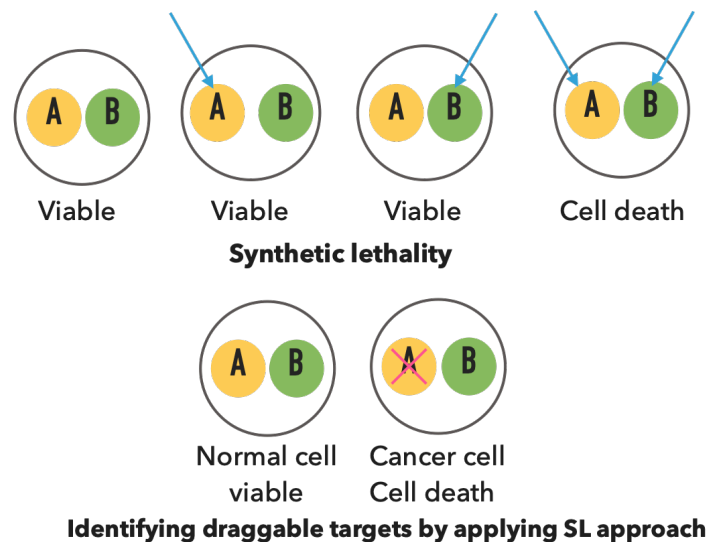 A B A B A B A B
Viable Viable Viable Cell death
Synthetic lethality
A B A B
Normal cell Cancer cell
viable Cell death
Identifying draggable targets by applying SL approach